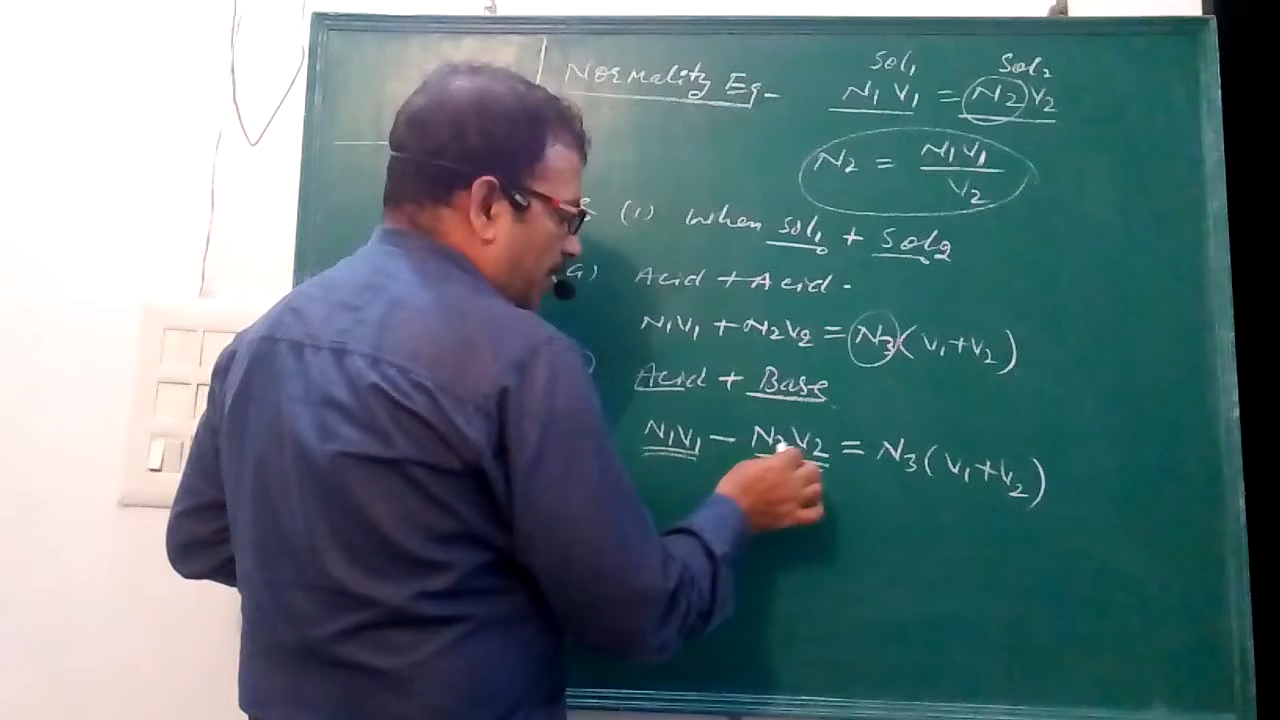 Sol₁ Sol₂
Normality Eq- N₁V₁ = N₂V₂
N₂ = N₁V₁/V₂
(1) When Sol₁ + Sol₂
a) Acid + Acid.
N₁V₁ + N₂V₂ = N₃(V₁+V₂)
) Acid + Base
N₁V₁ - N₂V₂ = N₃(V₁+V₂)